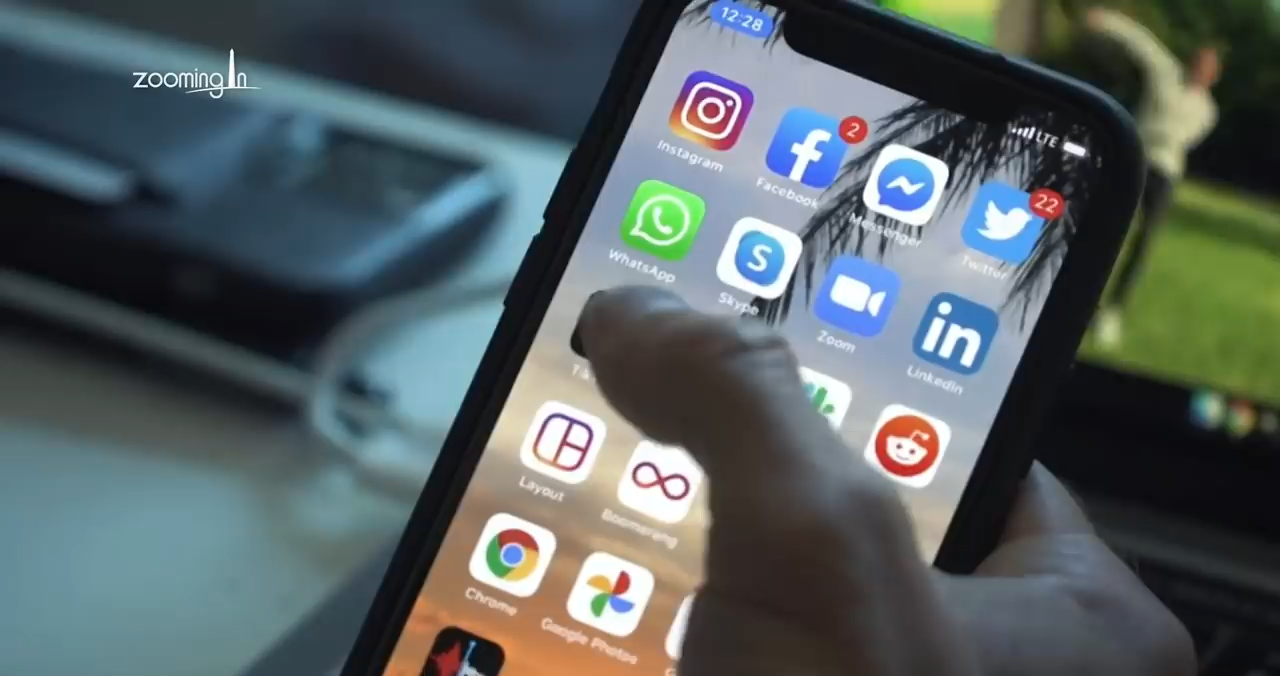 zoomingIn
12:28
LTE
Instagram
2
Facebook
Messenger
22
Twitter
WhatsApp
Skype
Zoom
LinkedIn
in
S
Layout
Boomerang
Chrome
Google Photos